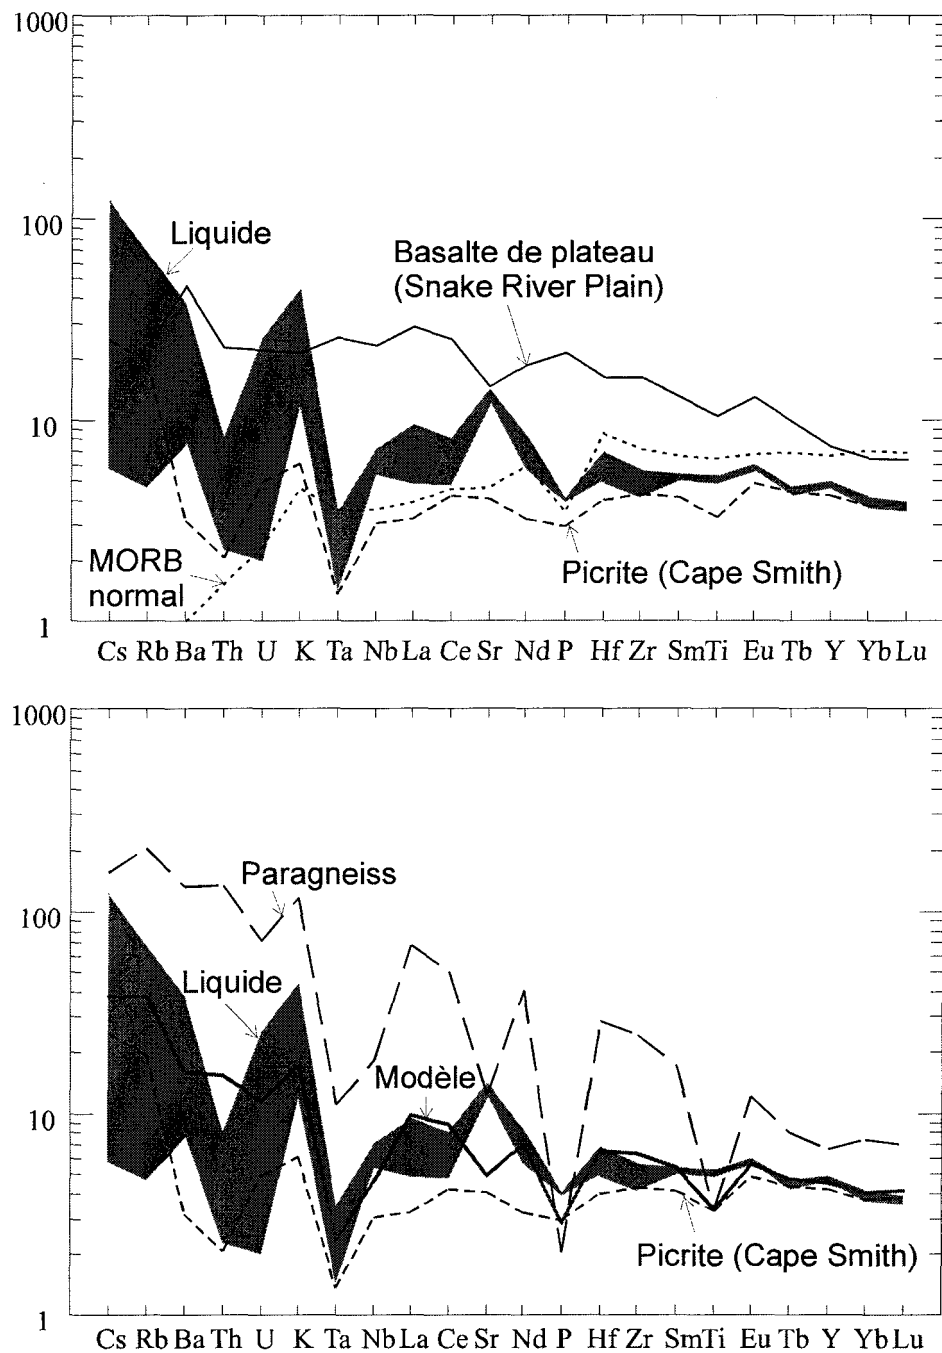 1000
100
10
1
Liquide
Basalte de plateau
(Snake River Plain)
MORB
normal
Picrite (Cape Smith)
Cs Rb Ba Th U K Ta Nb La Ce Sr Nd P Hf Zr Sm Ti Eu Tb Y Yb Lu
1000
100
10
1
Paragneiss
Liquide
Modèle
Picrite (Cape Smith)
Cs Rb Ba Th U K Ta Nb La Ce Sr Nd P Hf Zr Sm Ti Eu Tb Y Yb Lu